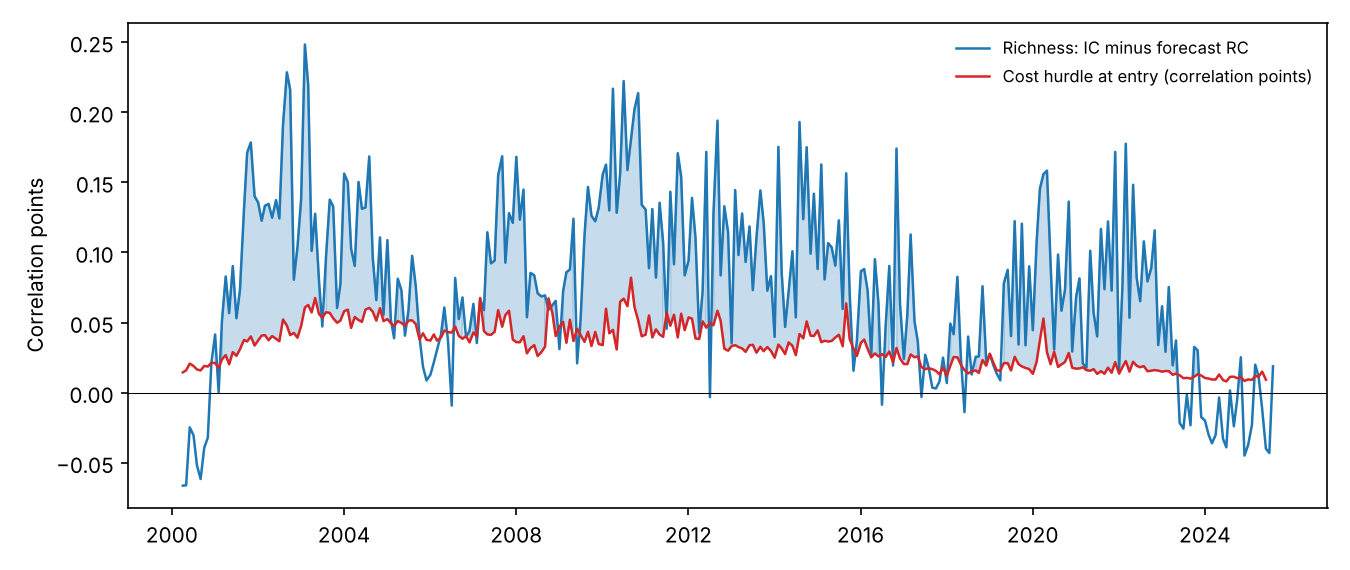 Richness: IC minus forecast RC
Cost hurdle at entry (correlation points)
Correlation points
0.25
0.20
0.15
0.10
0.05
0.00
−0.05
2000 2004 2008 2012 2016 2020 2024